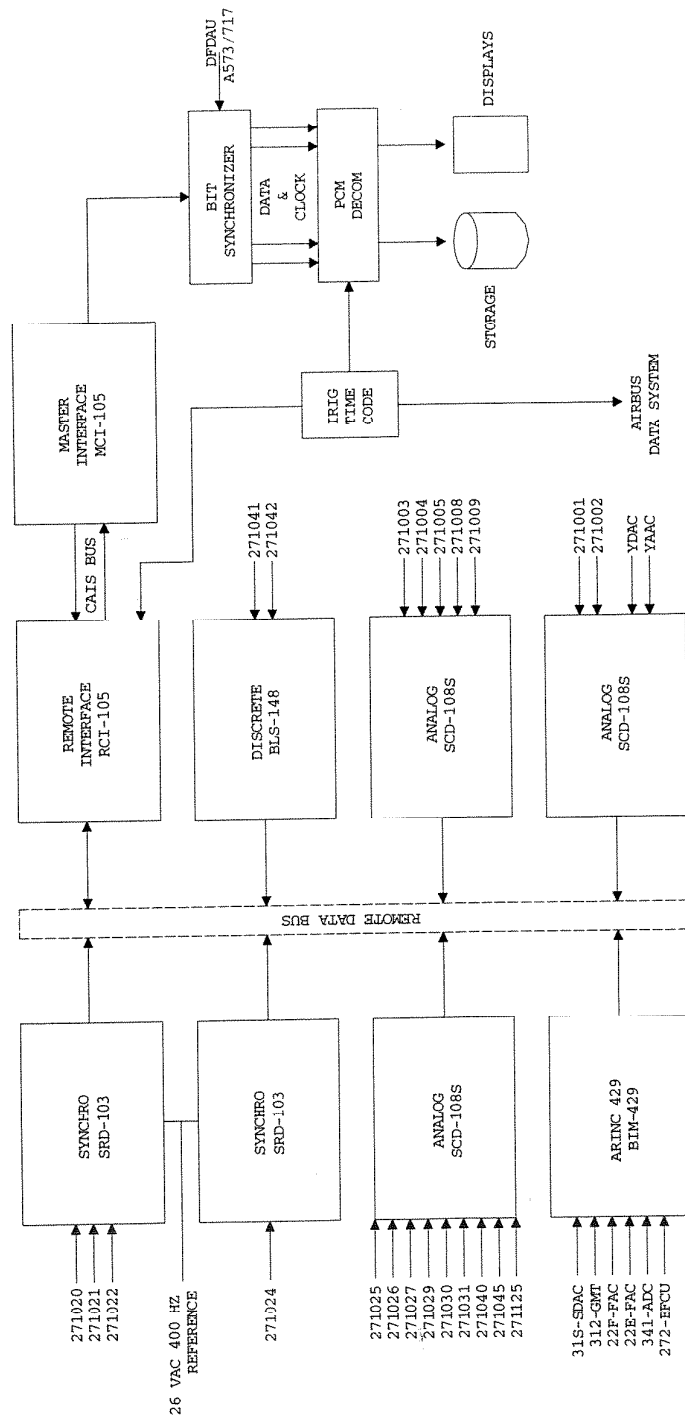 271020
271021
271022
26 VAC 400 HZ
REFERENCE
271024
271025
271026
271027
271029
271030
271031
271040
271045
271125
31S-SDAC
312-GMT
22F-FAC
22E-FAC
341-ADC
272-EFCU
SYNCHRO
SRD-103
SYNCHRO
SRD-103
ANALOG
SCD-108S
ARINC 429
BIM-429
REMOTE DATA BUS
REMOTE
INTERFACE
RCI-105
DISCRETE
BLS-148
ANALOG
SCD-108S
ANALOG
SCD-108S
CAIS BUS
271041
271042
271003
271004
271005
271008
271009
271001
271002
YDAC
YAAC
MASTER
INTERFACE
MCI-105
IRIG
TIME
CODE
AIRBUS
DATA SYSTEM
BIT
SYNCHRONIZER
DFDAU
A573/717
DATA
&
CLOCK
PCM
DECOM
STORAGE
DISPLAYS